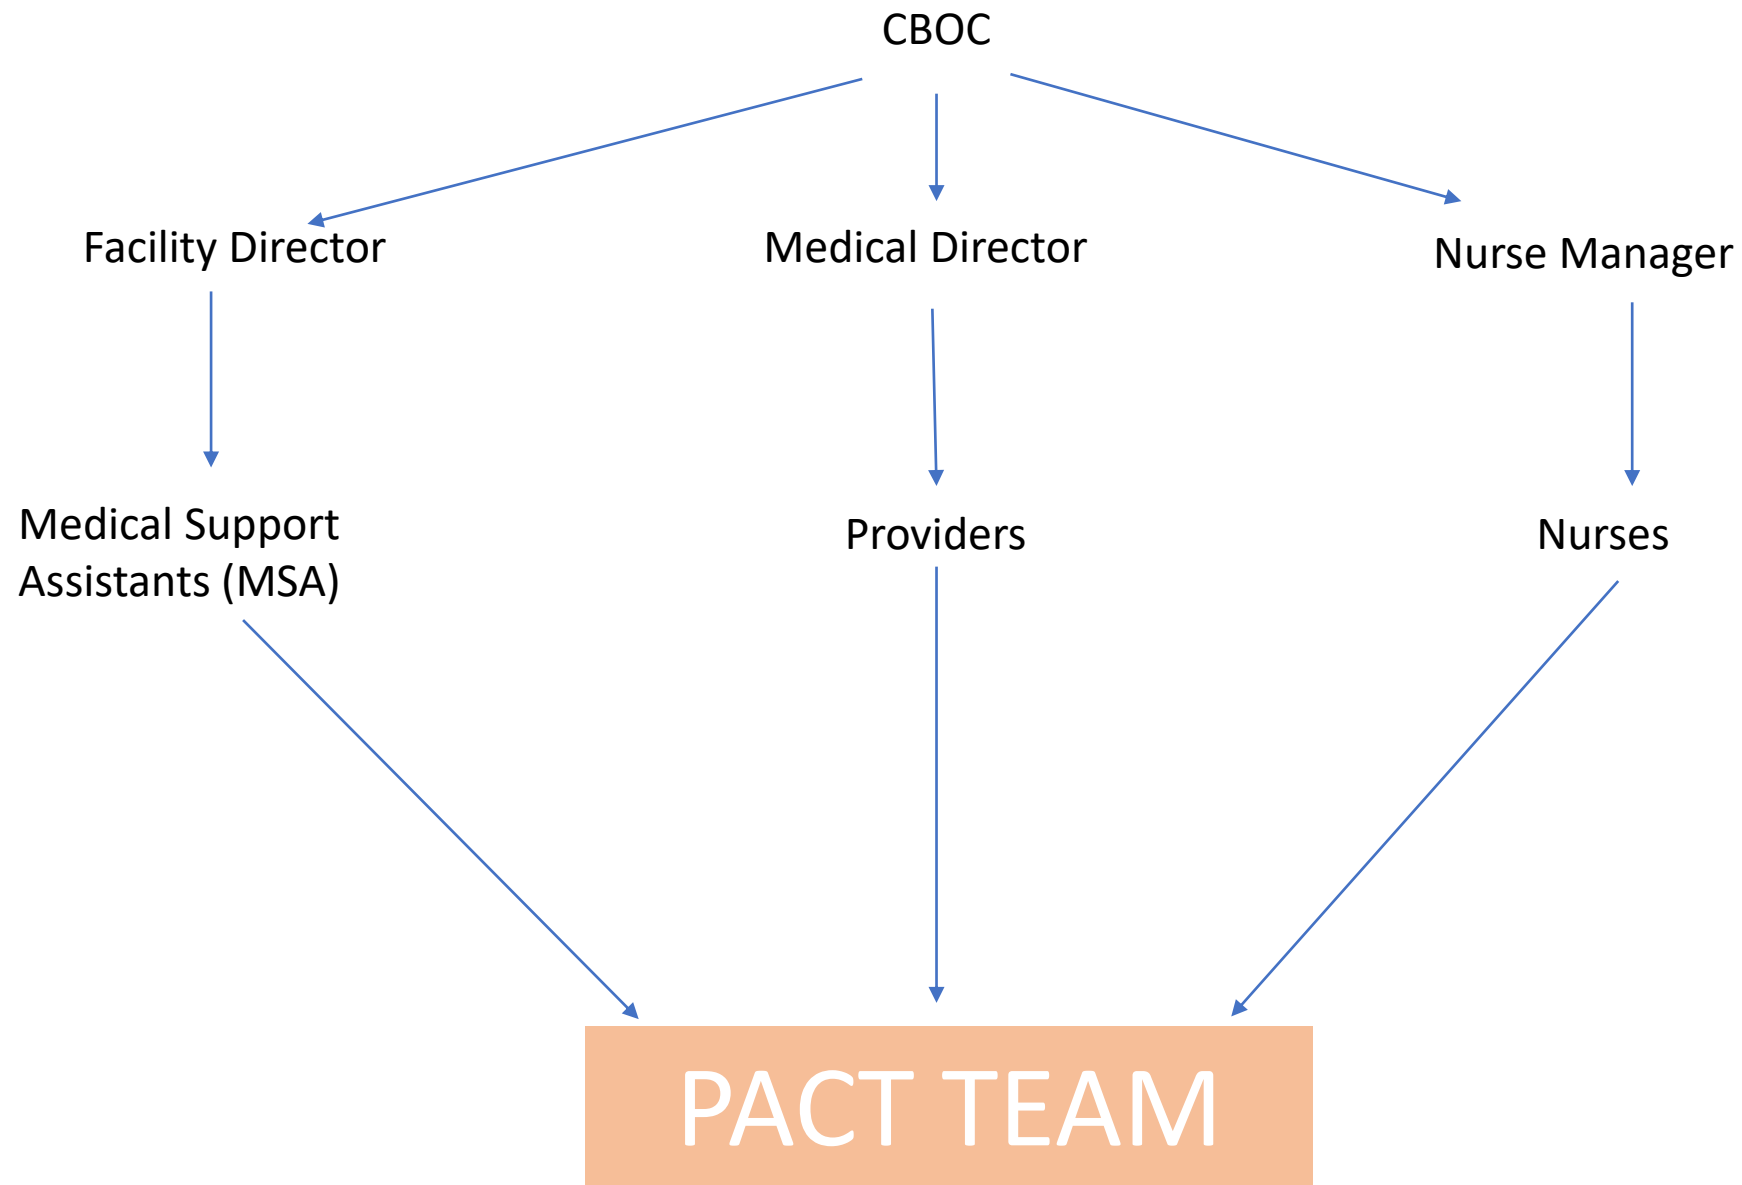 CBOC
Facility Director
Medical Director
Nurse Manager
Medical Support
Assistants (MSA)
Providers
Nurses
PACT TEAM